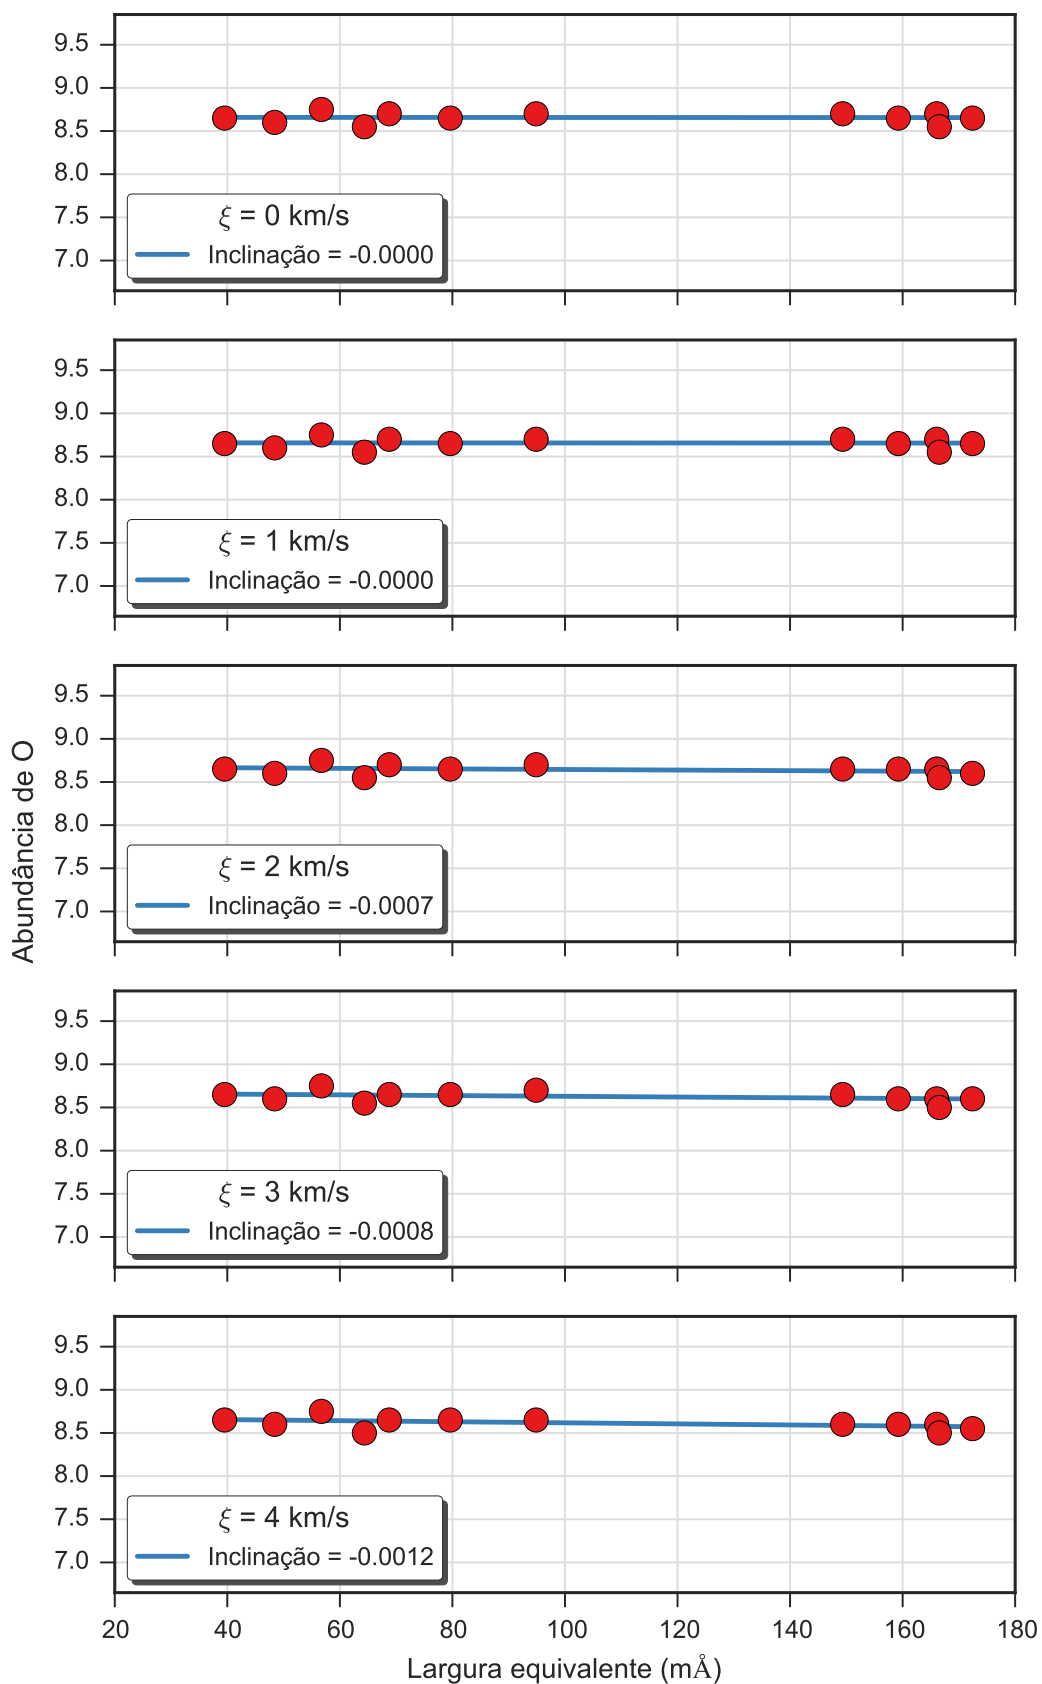 9.5
9.0
8.5
8.0
7.5
7.0
ξ = 0 km/s
Inclinação = -0.0000
9.5
9.0
8.5
8.0
7.5
7.0
ξ = 1 km/s
Inclinação = -0.0000
9.5
9.0
8.5
8.0
7.5
7.0
ξ = 2 km/s
Inclinação = -0.0007
Abundância de O
9.5
9.0
8.5
8.0
7.5
7.0
ξ = 3 km/s
Inclinação = -0.0008
9.5
9.0
8.5
8.0
7.5
7.0
ξ = 4 km/s
Inclinação = -0.0012
20 40 60 80 100 120 140 160 180
Largura equivalente (mÅ)